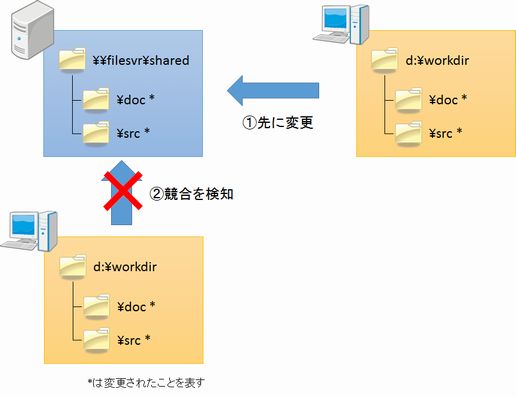 ¥¥filesvr¥shared
¥doc *
¥src *
d:¥workdir
¥doc *
¥src *
①先に変更
②競合を検知
d:¥workdir
¥doc *
¥src *
*は変更されたことを表す